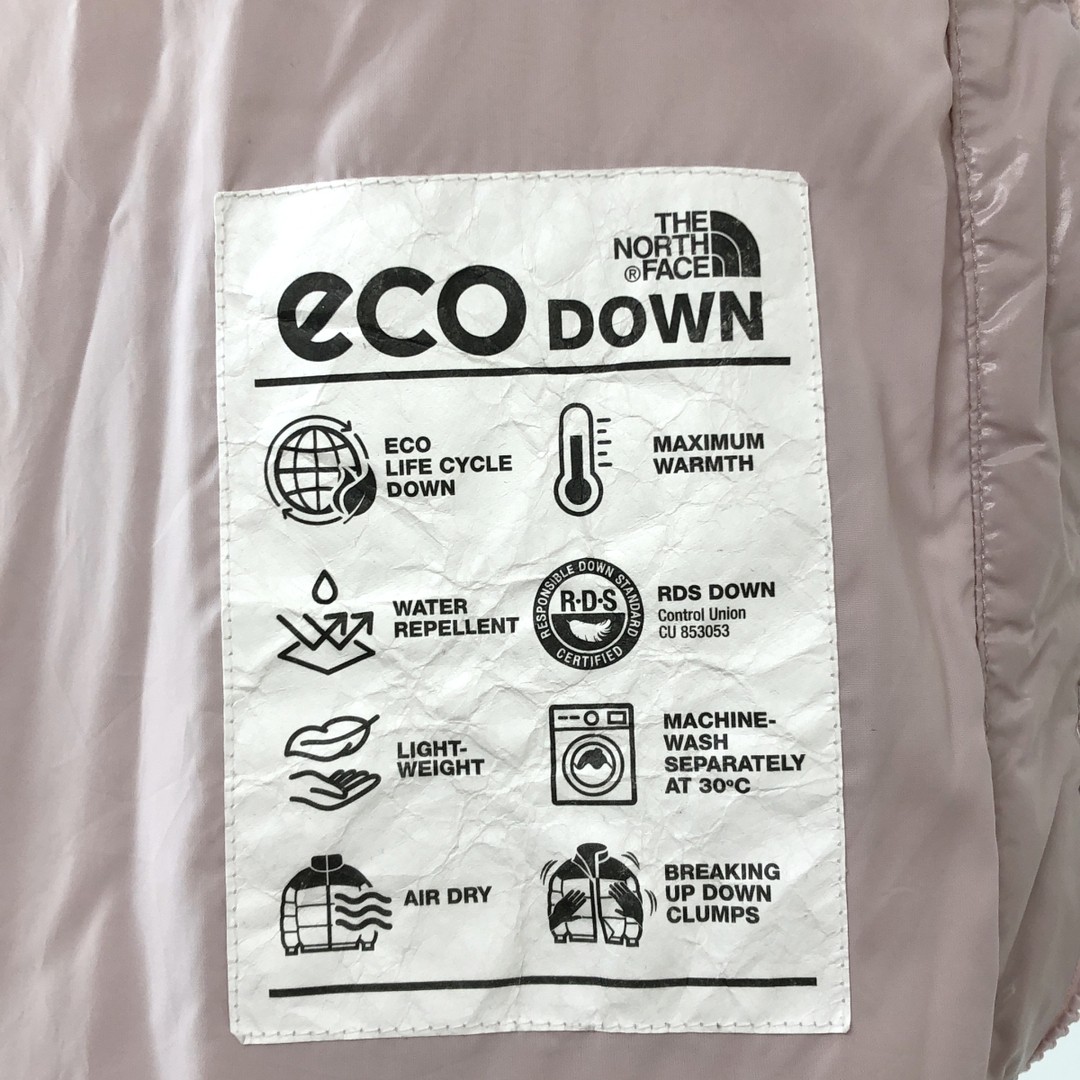 THE
NORTH
®FACE
eco DOWN
ECO
LIFE CYCLE
DOWN
MAXIMUM
WARMTH
WATER
REPELLENT
RESPONSIBLE DOWN STANDARD
R·D·S
CERTIFIED
RDS DOWN
Control Union
CU 853053
LIGHT-
WEIGHT
MACHINE-
WASH
SEPARATELY
AT 30ºC
AIR DRY
BREAKING
UP DOWN
CLUMPS